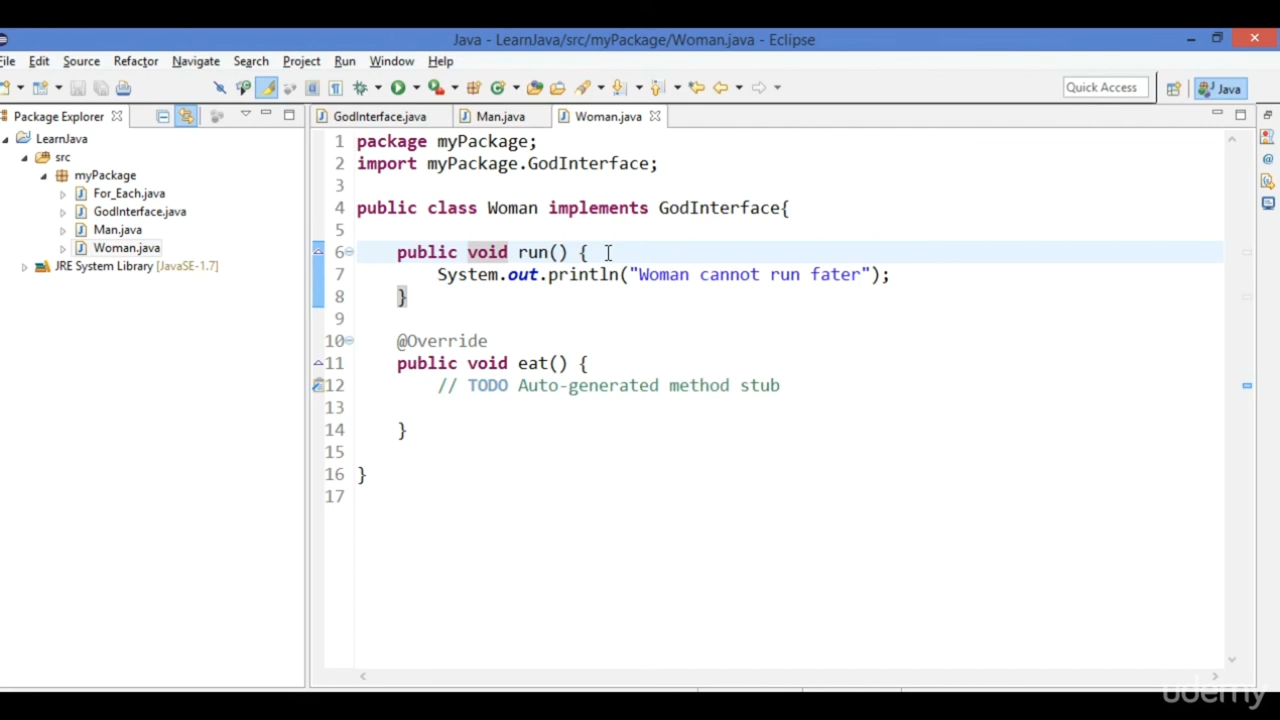 Java - LearnJava/src/myPackage/Woman.java - Eclipse
File Edit Source Refactor Navigate Search Project Run Window Help
Quick Access Java
Package Explorer
GodInterface.java Man.java Woman.java
LearnJava
src
myPackage
For_Each.java
GodInterface.java
Man.java
Woman.java
JRE System Library [JavaSE-1.7]
1 package myPackage;
2 import myPackage.GodInterface;
3
4 public class Woman implements GodInterface{
5
6 public void run() {
7 System.out.println("Woman cannot run fater");
8 }
9
10 @Override
11 public void eat() {
12 // TODO Auto-generated method stub
13
14 }
15
16 }
17
udemy